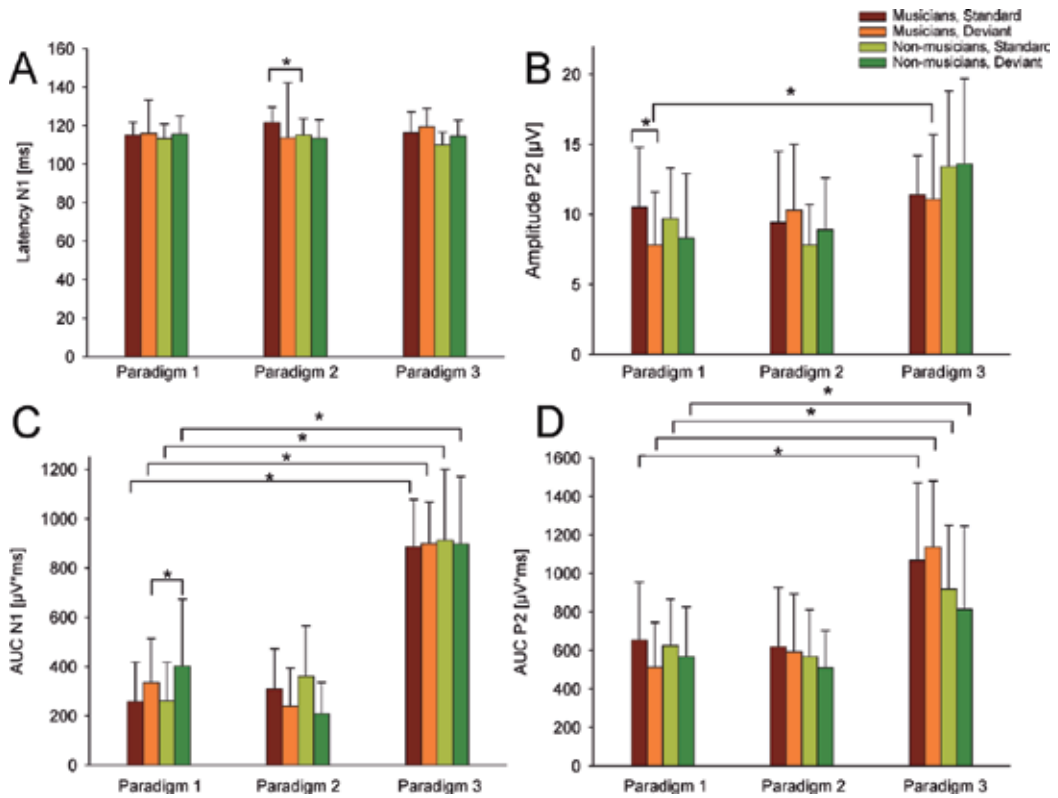 Musicians, Standard
Musicians, Deviant
Non-musicians, Standard
Non-musicians, Deviant
A
Latency N1 [ms]
160
140
120
100
80
60
40
20
0
*
Paradigm 1 Paradigm 2 Paradigm 3
B
Amplitude P2 [µV]
20
15
10
5
0
*
*
Paradigm 1 Paradigm 2 Paradigm 3
C
AUC N1 [µV*ms]
1200
1000
800
600
400
200
0
*
*
*
*
*
Paradigm 1 Paradigm 2 Paradigm 3
D
AUC P2 [µV*ms]
1600
1400
1200
1000
800
600
400
200
0
*
*
*
*
Paradigm 1 Paradigm 2 Paradigm 3